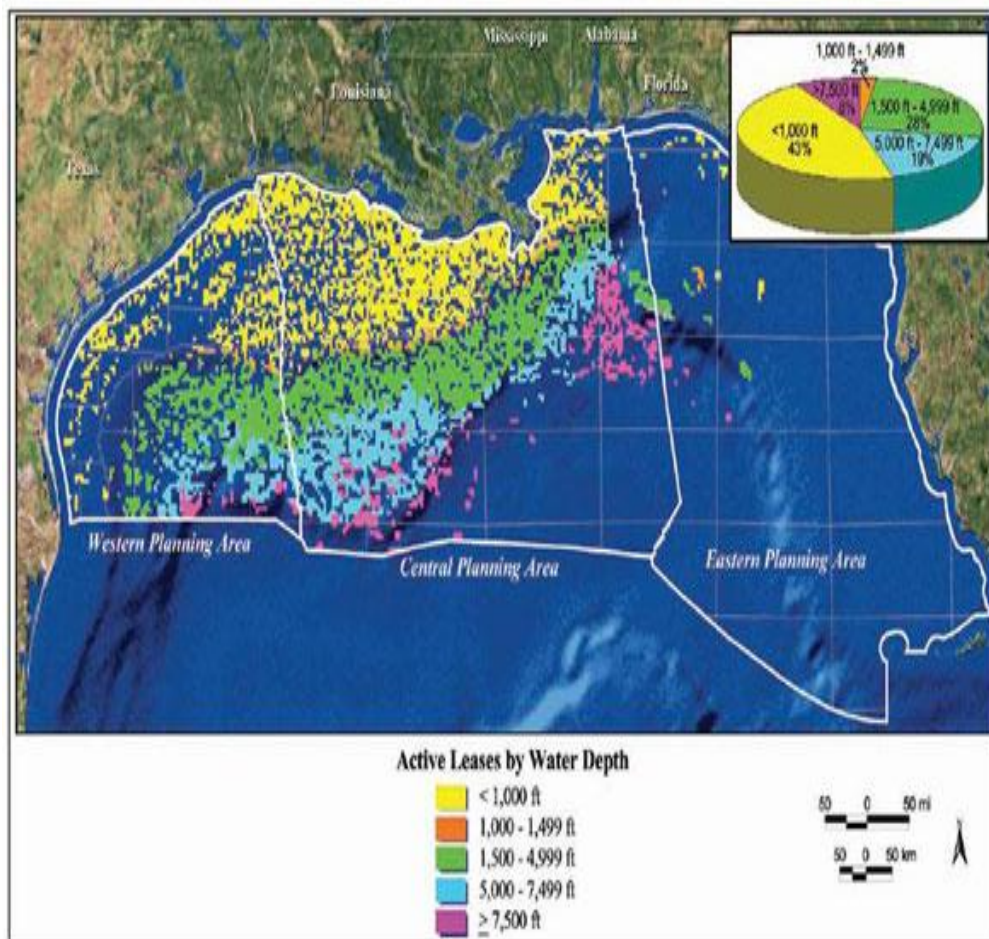 Mississippi
Alabama
Louisiana
Florida
Texas
1,000 ft - 1,499 ft
2%
>7,500 ft
8%
1,500 - 4,999 ft
28%
<1,000 ft
43%
5,000 - 7,499 ft
19%
Western Planning Area
Central Planning Area
Eastern Planning Area
Active Leases by Water Depth
< 1,000 ft
1,000 - 1,499 ft
1,500 - 4,999 ft
5,000 - 7,499 ft
≥ 7,500 ft
50 0 50 mi
50 0 50 km